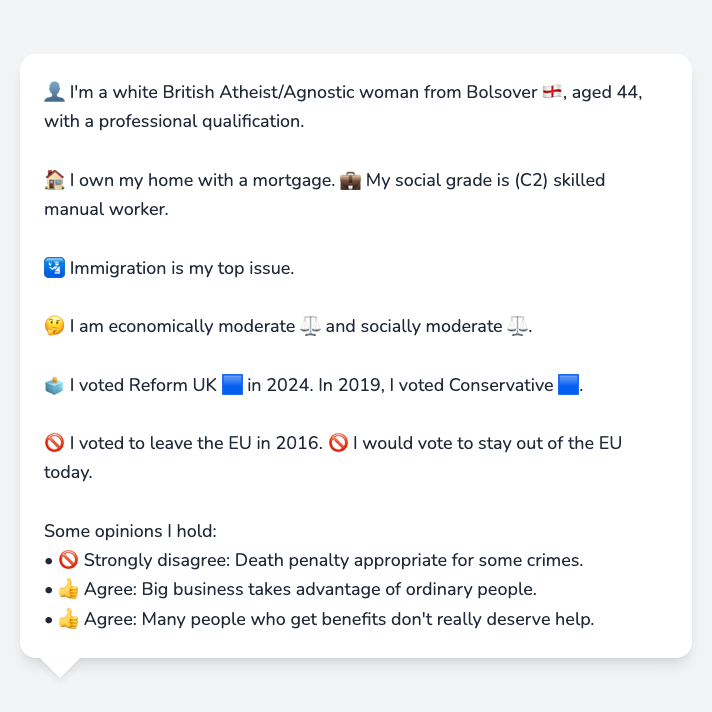 👤 I'm a white British Atheist/Agnostic woman from Bolsover 🏴󠁧󠁢󠁥󠁮󠁧󠁿, aged 44,
with a professional qualification.
🏠 I own my home with a mortgage. 💼 My social grade is (C2) skilled
manual worker.
🛂 Immigration is my top issue.
🤔 I am economically moderate ⚖️ and socially moderate ⚖️.
🗳️ I voted Reform UK 🟦 in 2024. In 2019, I voted Conservative 🟦.
🚫 I voted to leave the EU in 2016. 🚫 I would vote to stay out of the EU
today.
Some opinions I hold:
• 🚫 Strongly disagree: Death penalty appropriate for some crimes.
• 👍 Agree: Big business takes advantage of ordinary people.
• 👍 Agree: Many people who get benefits don't really deserve help.